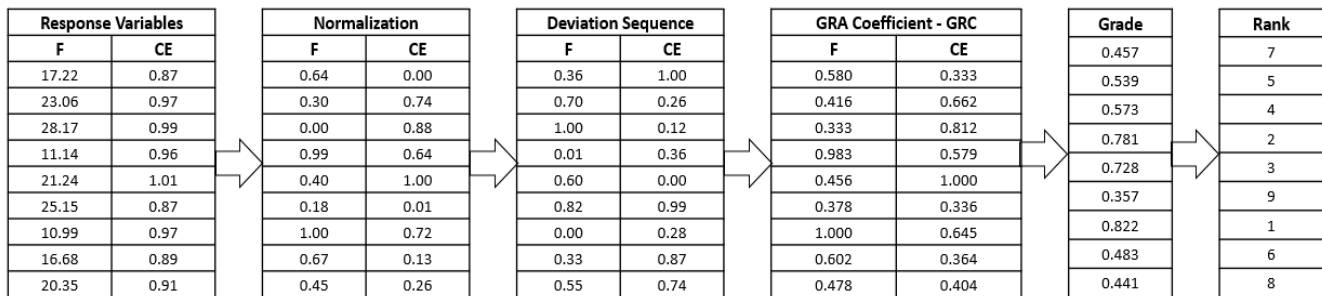 Response Variables Normalization Deviation Sequence GRA Coefficient - GRC Grade Rank
F CE F CE F CE F CE 0.457 7
17.22 0.87 0.64 0.00 0.36 1.00 0.580 0.333 0.539 5
23.06 0.97 0.30 0.74 0.70 0.26 0.416 0.662 0.573 4
28.17 0.99 0.00 0.88 1.00 0.12 0.333 0.812 0.781 2
11.14 0.96 0.99 0.64 0.01 0.36 0.983 0.579 0.728 3
21.24 1.01 0.40 1.00 0.60 0.00 0.456 1.000 0.357 9
25.15 0.87 0.18 0.01 0.82 0.99 0.378 0.336 0.822 1
10.99 0.97 1.00 0.72 0.00 0.28 1.000 0.645 0.483 6
16.68 0.89 0.67 0.13 0.33 0.87 0.602 0.364 0.441 8
20.35 0.91 0.45 0.26 0.55 0.74 0.478 0.404